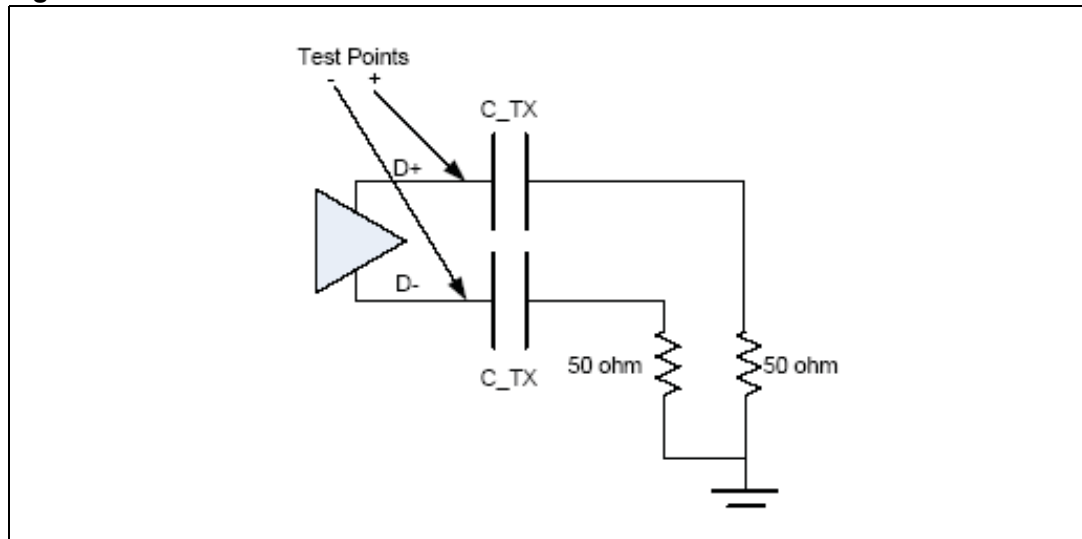 Test Points
- +
C_TX
D+
D-
50 ohm
50 ohm
C_TX